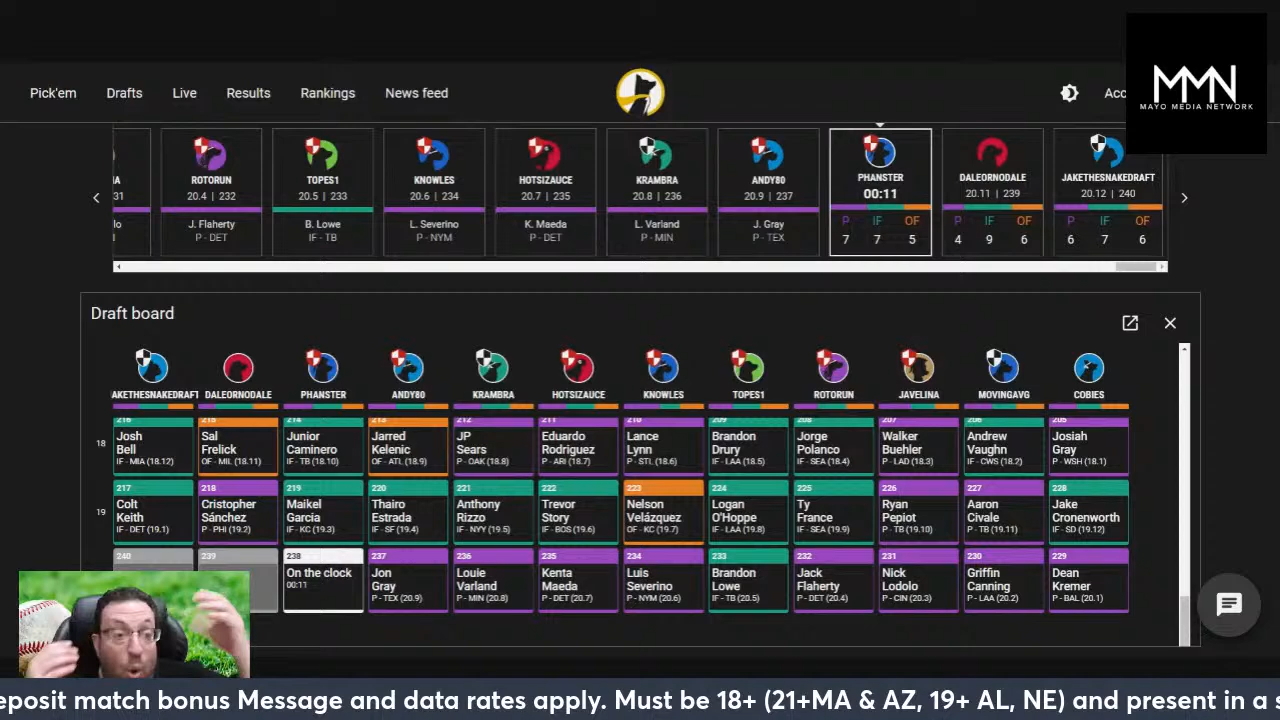 MMN
MAYO MEDIA NETWORK
Pick'em Drafts Live Results Rankings News feed
ROTORUN TOPES1 KNOWLES HOTSIZAUCE KRAMBRA ANDY80 PHANSTER DALEORNODALE JAKETHESNAKEDRAFT
31 20.4 | 232 20.5 | 233 20.6 | 234 20.7 | 235 20.8 | 236 20.9 | 237 00:11 20.11 | 239 20.12 | 240
J. Flaherty B. Lowe L. Severino K. Maeda L. Varland J. Gray P IF OF P IF OF P IF OF
P - DET IF - TB P - NYM P - DET P - MIN P - TEX 7 7 5 4 9 6 6 7 6
Draft board
AKETHESNAKEDRAFT DALEORNODALE PHANSTER ANDY80 KRAMBRA HOTSIZAUCE KNOWLES TOPES1 ROTORUN JAVELINA MOVINGAVG COBIES
216 215 214 213 212 211 210 209 208 207 206 205
18 Josh Sal Junior Jarred JP Eduardo Lance Brandon Jorge Walker Andrew Josiah
Bell Frelick Caminero Kelenic Sears Rodriguez Lynn Drury Polanco Buehler Vaughn Gray
IF - MIA (18.12) OF - MIL (18.11) IF - TB (18.10) OF - ATL (18.9) P - OAK (18.8) P - ARI (18.7) P - STL (18.6) IF - LAA (18.5) IF - SEA (18.4) P - LAD (18.3) IF - CWS (18.2) P - WSH (18.1)
217 218 219 220 221 222 223 224 225 226 227 228
19 Colt Cristopher Maikel Thairo Anthony Trevor Nelson Logan Ty Ryan Aaron Jake
Keith Sánchez Garcia Estrada Rizzo Story Velázquez O'Hoppe France Pepiot Civale Cronenworth
IF - DET (19.1) P - PHI (19.2) IF - KC (19.3) IF - SF (19.4) IF - NYY (19.5) IF - BOS (19.6) OF - KC (19.7) IF - LAA (19.8) IF - SEA (19.9) P - TB (19.10) P - TB (19.11) IF - SD (19.12)
240 239 238 237 236 235 234 233 232 231 230 229
On the clock Jon Louie Kenta Luis Brandon Jack Nick Griffin Dean
00:11 Gray Varland Maeda Severino Lowe Flaherty Lodolo Canning Kremer
P - TEX (20.9) P - MIN (20.8) P - DET (20.7) P - NYM (20.6) IF - TB (20.5) P - DET (20.4) P - CIN (20.3) P - LAA (20.2) P - BAL (20.1)
eposit match bonus Message and data rates apply. Must be 18+ (21+MA & AZ, 19+ AL, NE) and present in a s